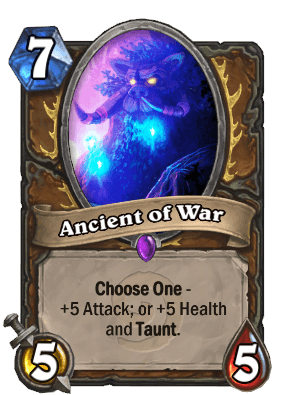 7
Ancient of War
Choose One -
+5 Attack; or +5 Health
and Taunt.
5 5